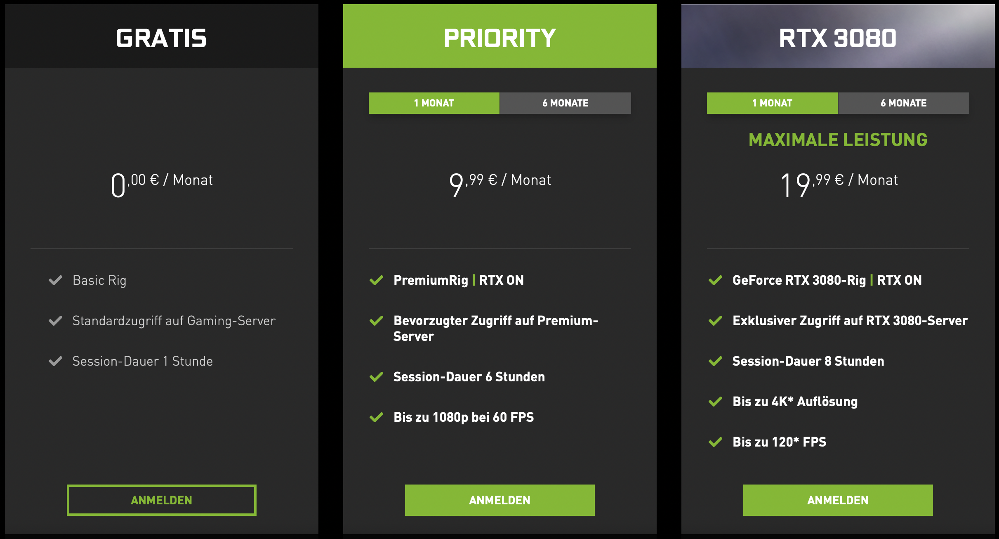 GRATIS
0,00 € / Monat
Basic Rig
Standardzugriff auf Gaming-Server
Session-Dauer 1 Stunde
ANMELDEN
PRIORITY
1 MONAT
6 MONATE
9,99 € / Monat
PremiumRig | RTX ON
Bevorzugter Zugriff auf Premium-
Server
Session-Dauer 6 Stunden
Bis zu 1080p bei 60 FPS
ANMELDEN
RTX 3080
1 MONAT
6 MONATE
MAXIMALE LEISTUNG
19,99 € / Monat
GeForce RTX 3080-Rig | RTX ON
Exklusiver Zugriff auf RTX 3080-Server
Session-Dauer 8 Stunden
Bis zu 4K* Auflösung
Bis zu 120* FPS
ANMELDEN